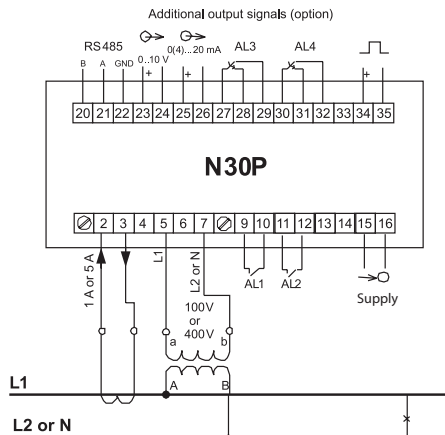 Additional output signals (option)
RS 485
0(4)...20 mA
AL3
AL4
B
A
GND
0..10 V
+
+
+
20 21 22 23 24 25 26 27 28 29 30 31 32 33 34 35
N30P
2 3 4 5 6 7 9 10 11 12 13 14 15 16
1 A or 5 A
L1
L2 or N
AL1
AL2
Supply
100V
or
400V
a
b
A
B
L1
L2 or N